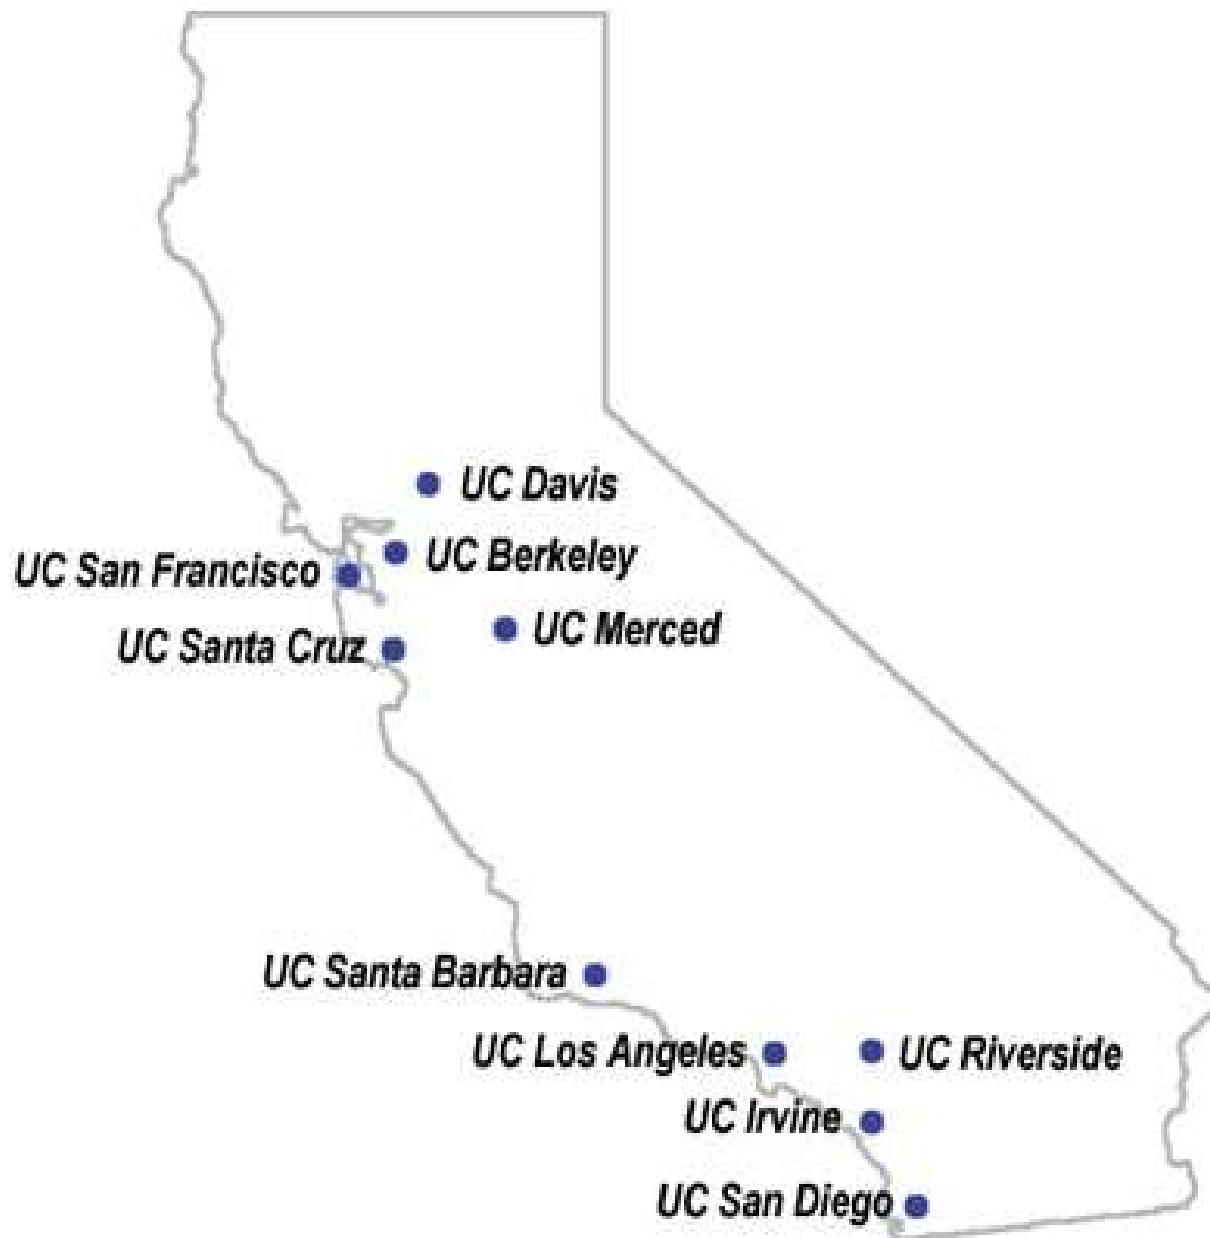 UC Davis
UC Berkeley
UC San Francisco
UC Merced
UC Santa Cruz
UC Santa Barbara
UC Los Angeles
UC Riverside
UC Irvine
UC San Diego